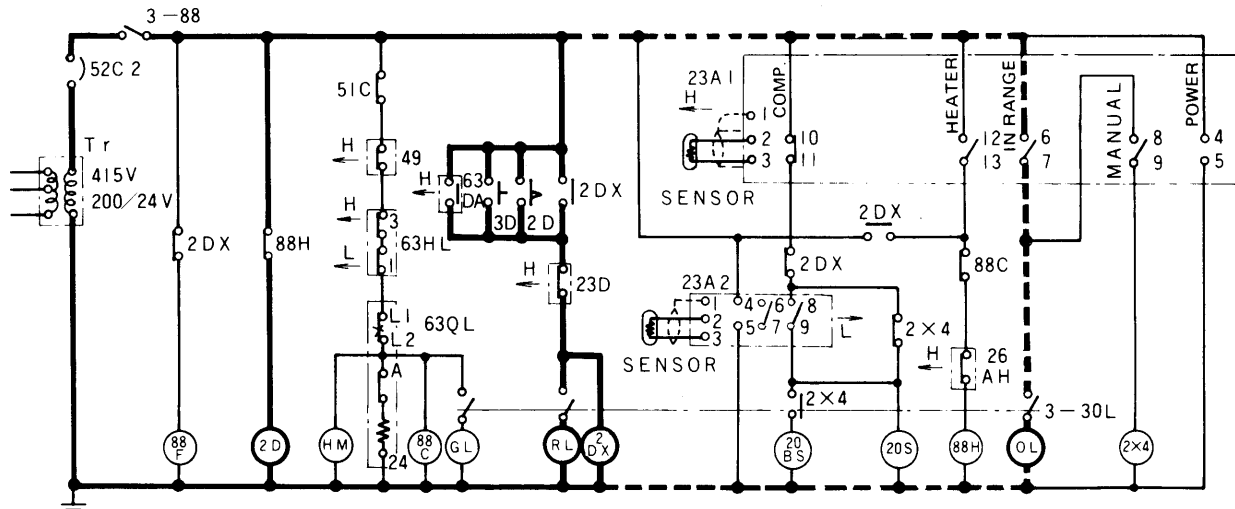 3-88
52C 2
Tr
415V
200/24V
2DX
88H
51C
H
49
H
3
63HL
L
1
L1
63QL
L2
A
24
H
63
DA
3D
2D
2DX
H
23D
23A1
H
1
2
3
SENSOR
COMP.
10
11
HEATER
12
13
IN RANGE
6
7
MANUAL
8
9
POWER
4
5
2DX
2DX
88C
23A2
1
2
3
4
5
6
7
8
9
L
SENSOR
2×4
2×4
H
26
AH
3-30L
88
F
2D
HM
88
C
GL
RL
2
DX
20
BS
20S
88H
OL
2×4